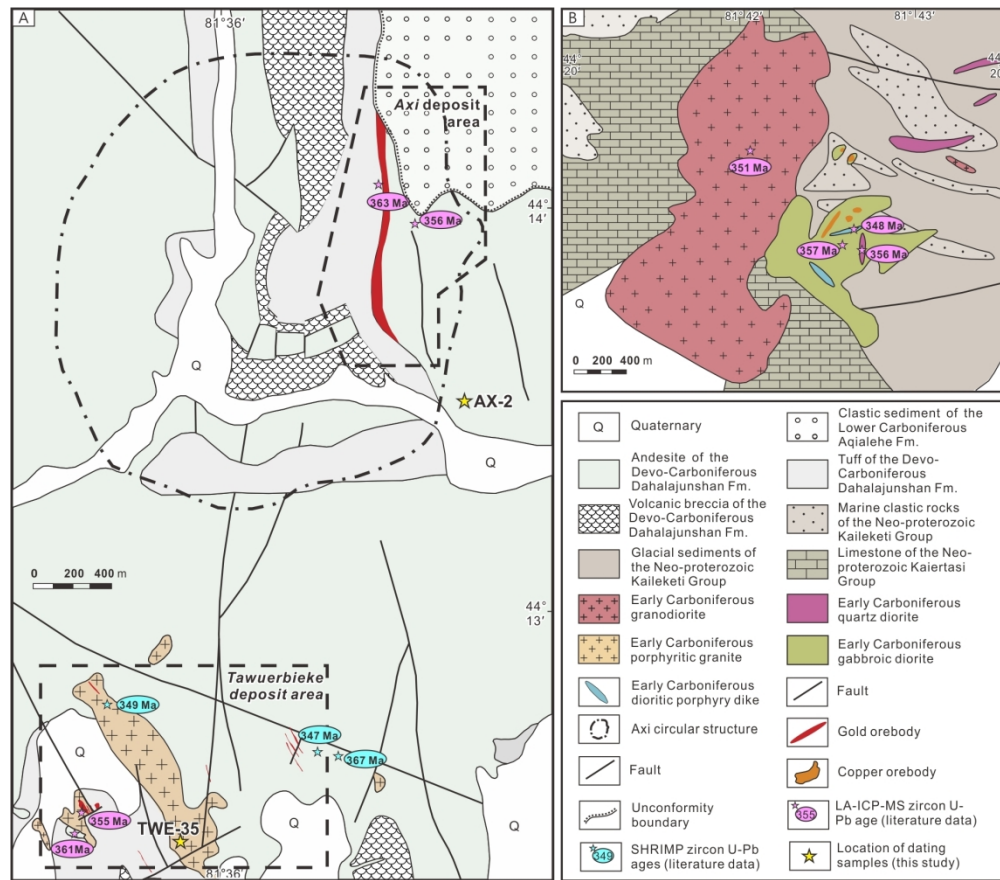 A
81°36′
Axi deposit
area
363 Ma
356 Ma
44°
14′
Q
AX-2
Q
0 200 400 m
44°
13′
Tawuerbieke
deposit area
349 Ma
347 Ma
367 Ma
Q
355 Ma
361Ma
TWE-35
Q
Q
81°36′
B
81°42′
81°43′
44°
20′
44°
20′
351 Ma
348 Ma
357 Ma
356 Ma
Q
0 200 400 m
Q
Quaternary
Clastic sediment of the
Lower Carboniferous
Aqialehe Fm.
Andesite of the
Devo-Carboniferous
Dahalajunshan Fm.
Tuff of the Devo-
Carboniferous
Dahalajunshan Fm.
Volcanic breccia of the
Devo-Carboniferous
Dahalajunshan Fm.
Marine clastic rocks
of the Neo-proterozoic
Kaileketi Group
Glacial sediments of
the Neo-proterozoic
Kaileketi Group
Limestone of the Neo-
proterozoic Kaiertasi
Group
Early Carboniferous
granodiorite
Early Carboniferous
quartz diorite
Early Carboniferous
porphyritic granite
Early Carboniferous
gabbroic diorite
Early Carboniferous
dioritic porphyry dike
Fault
Axi circular structure
Gold orebody
Fault
Copper orebody
Unconformity
boundary
355
LA-ICP-MS zircon U-
Pb age (literature data)
349
SHRIMP zircon U-Pb
ages (literature data)
Location of dating
samples (this study)